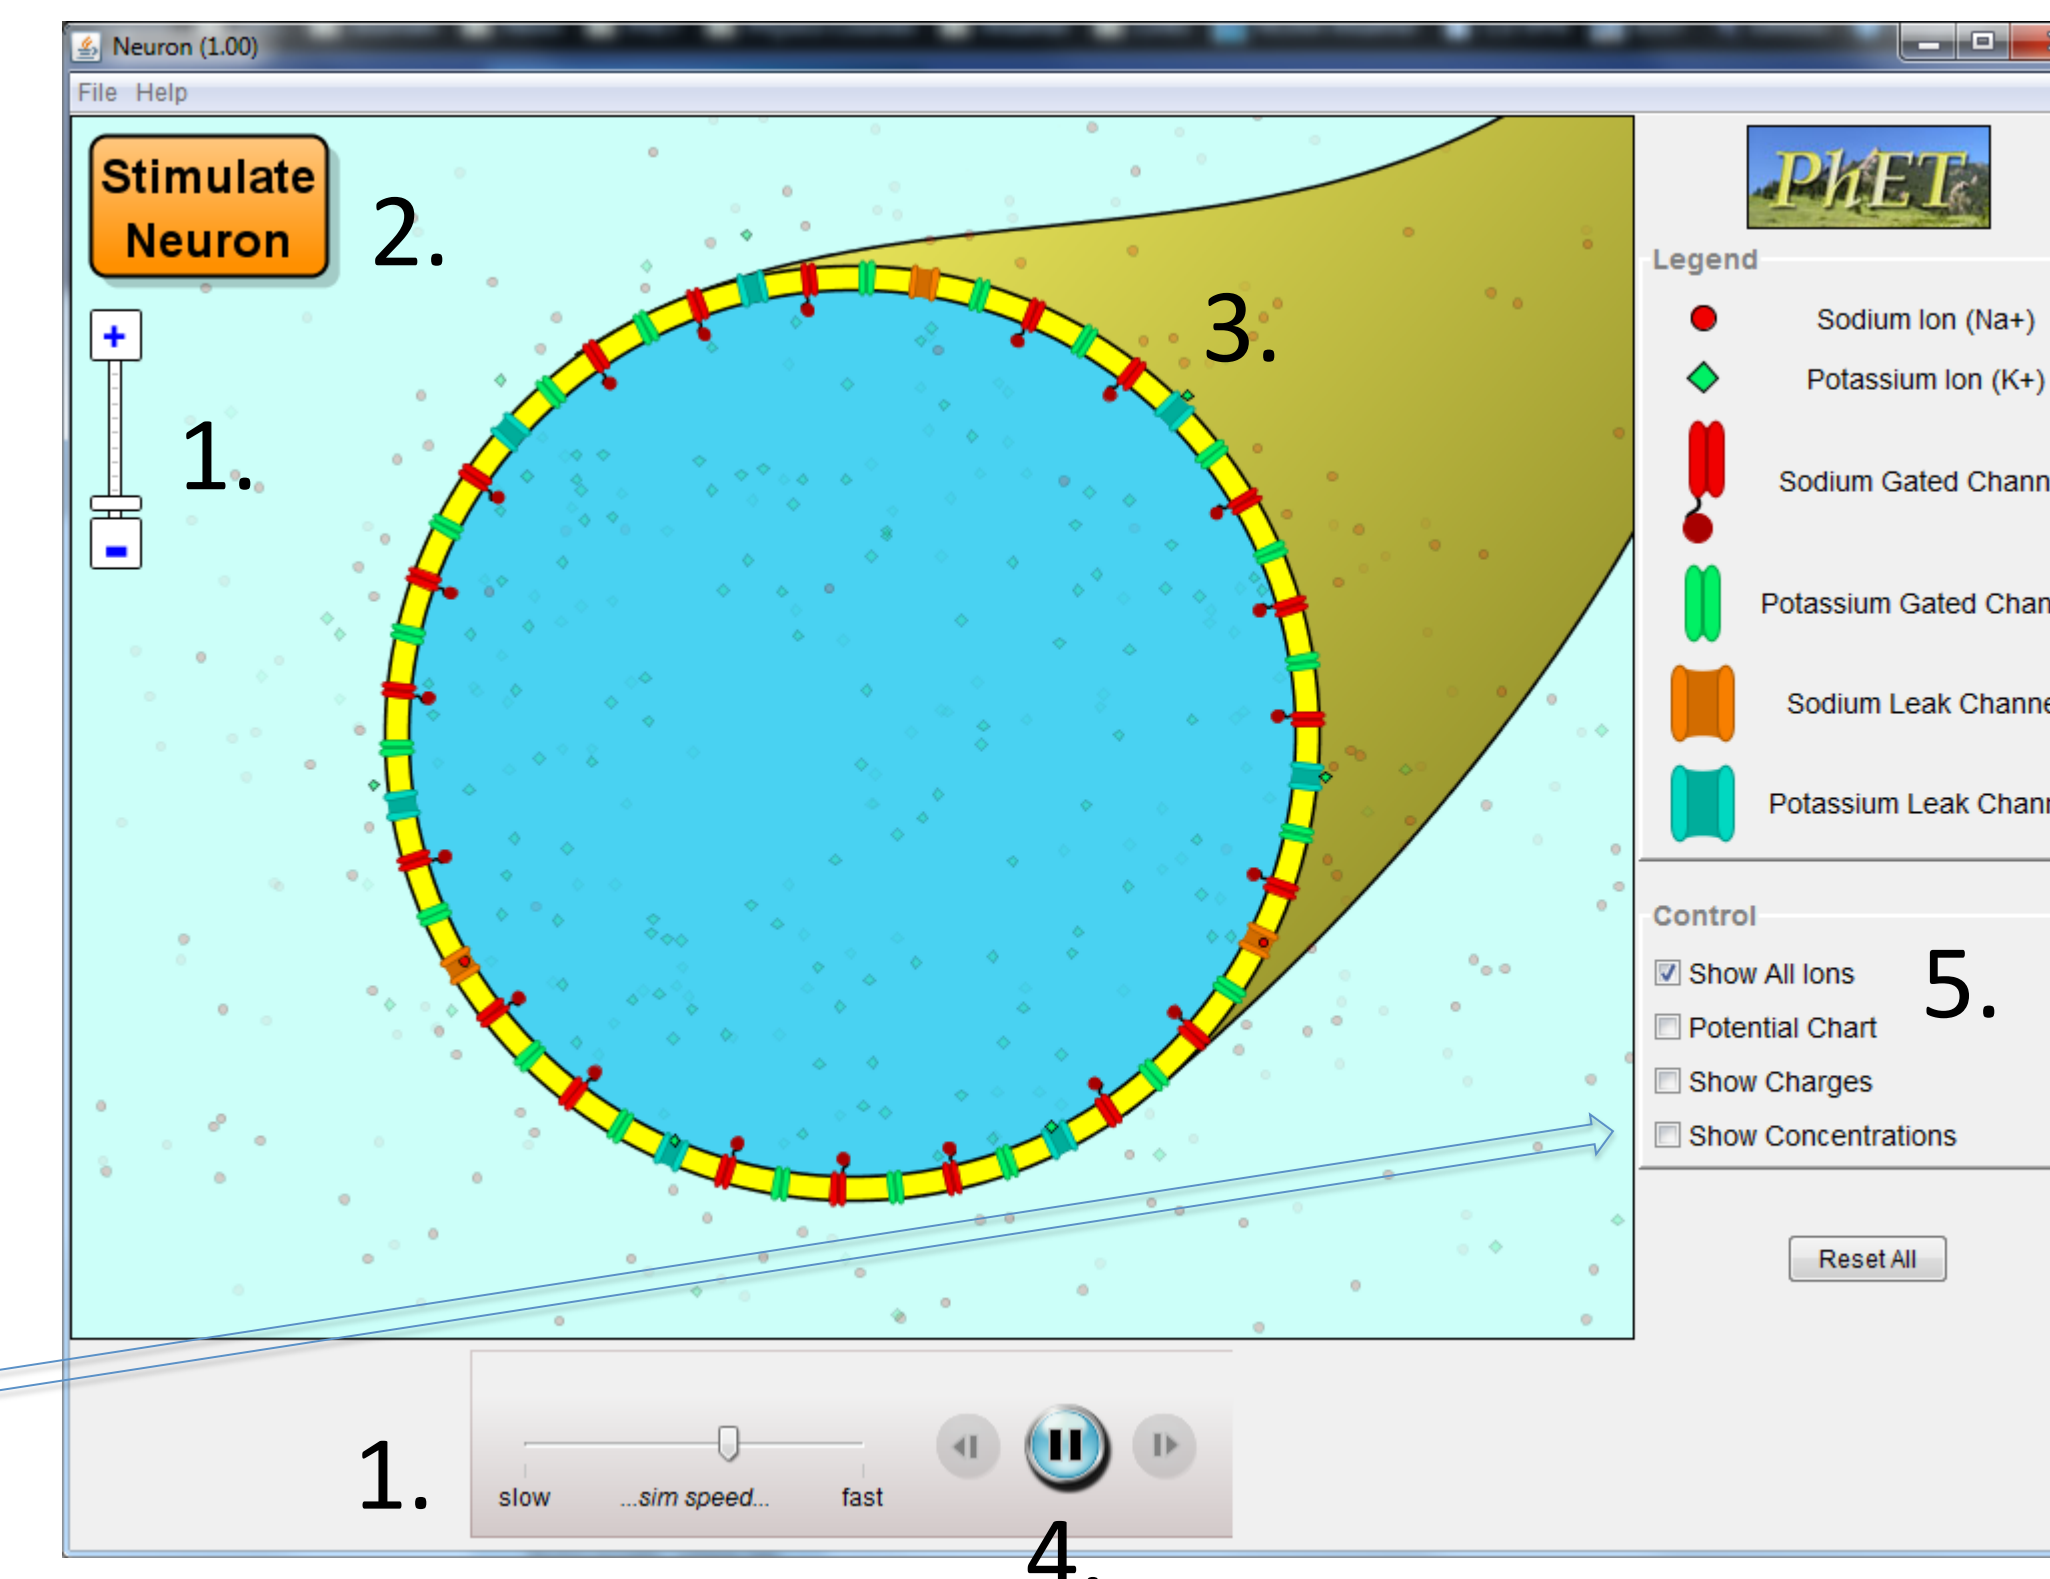 Neuron (1.00)
File Help
Stimulate
Neuron
2.
1.
3.
PhET
Legend
Sodium Ion (Na+)
Potassium Ion (K+)
Sodium Gated Chann
Potassium Gated Chan
Sodium Leak Channe
Potassium Leak Chann
Control
Show All Ions
5.
Potential Chart
Show Charges
Show Concentrations
Reset All
1.
slow ...sim speed... fast
4.